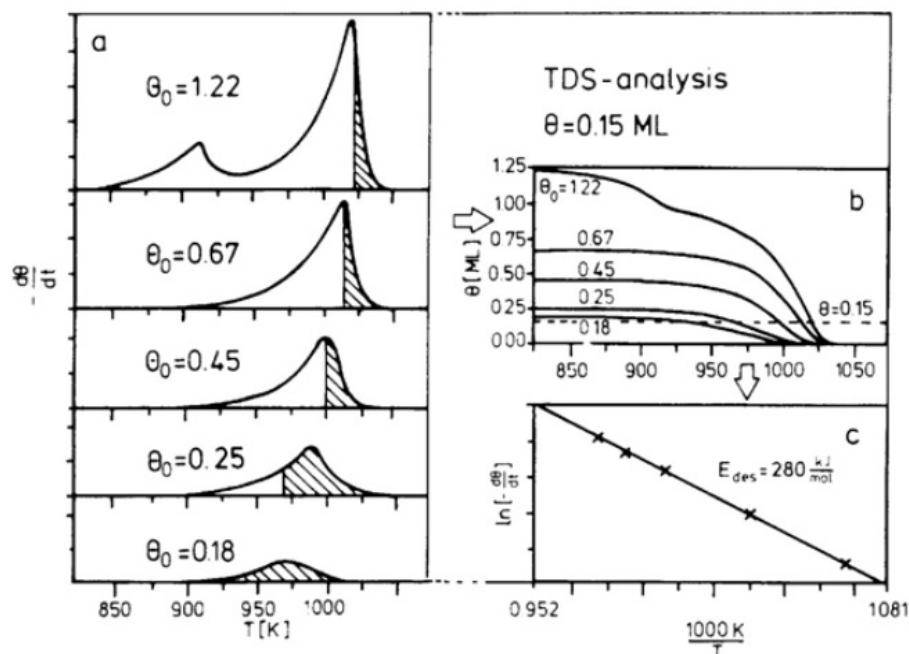 a
Θ₀=1.22
Θ₀=0.67
Θ₀=0.45
Θ₀=0.25
Θ₀=0.18
- dθ/dt
850 900 950 1000
T [K]
TDS-analysis
θ=0.15 ML
b
θ [ML]
1.25
1.00
0.75
0.50
0.25
0.00
Θ₀=1.22
0.67
0.45
0.25
0.18
θ=0.15
850 900 950 1000 1050
c
ln[-dθ/dt]
E des = 280 kJ/mol
0.952 1.081
1000 K
T